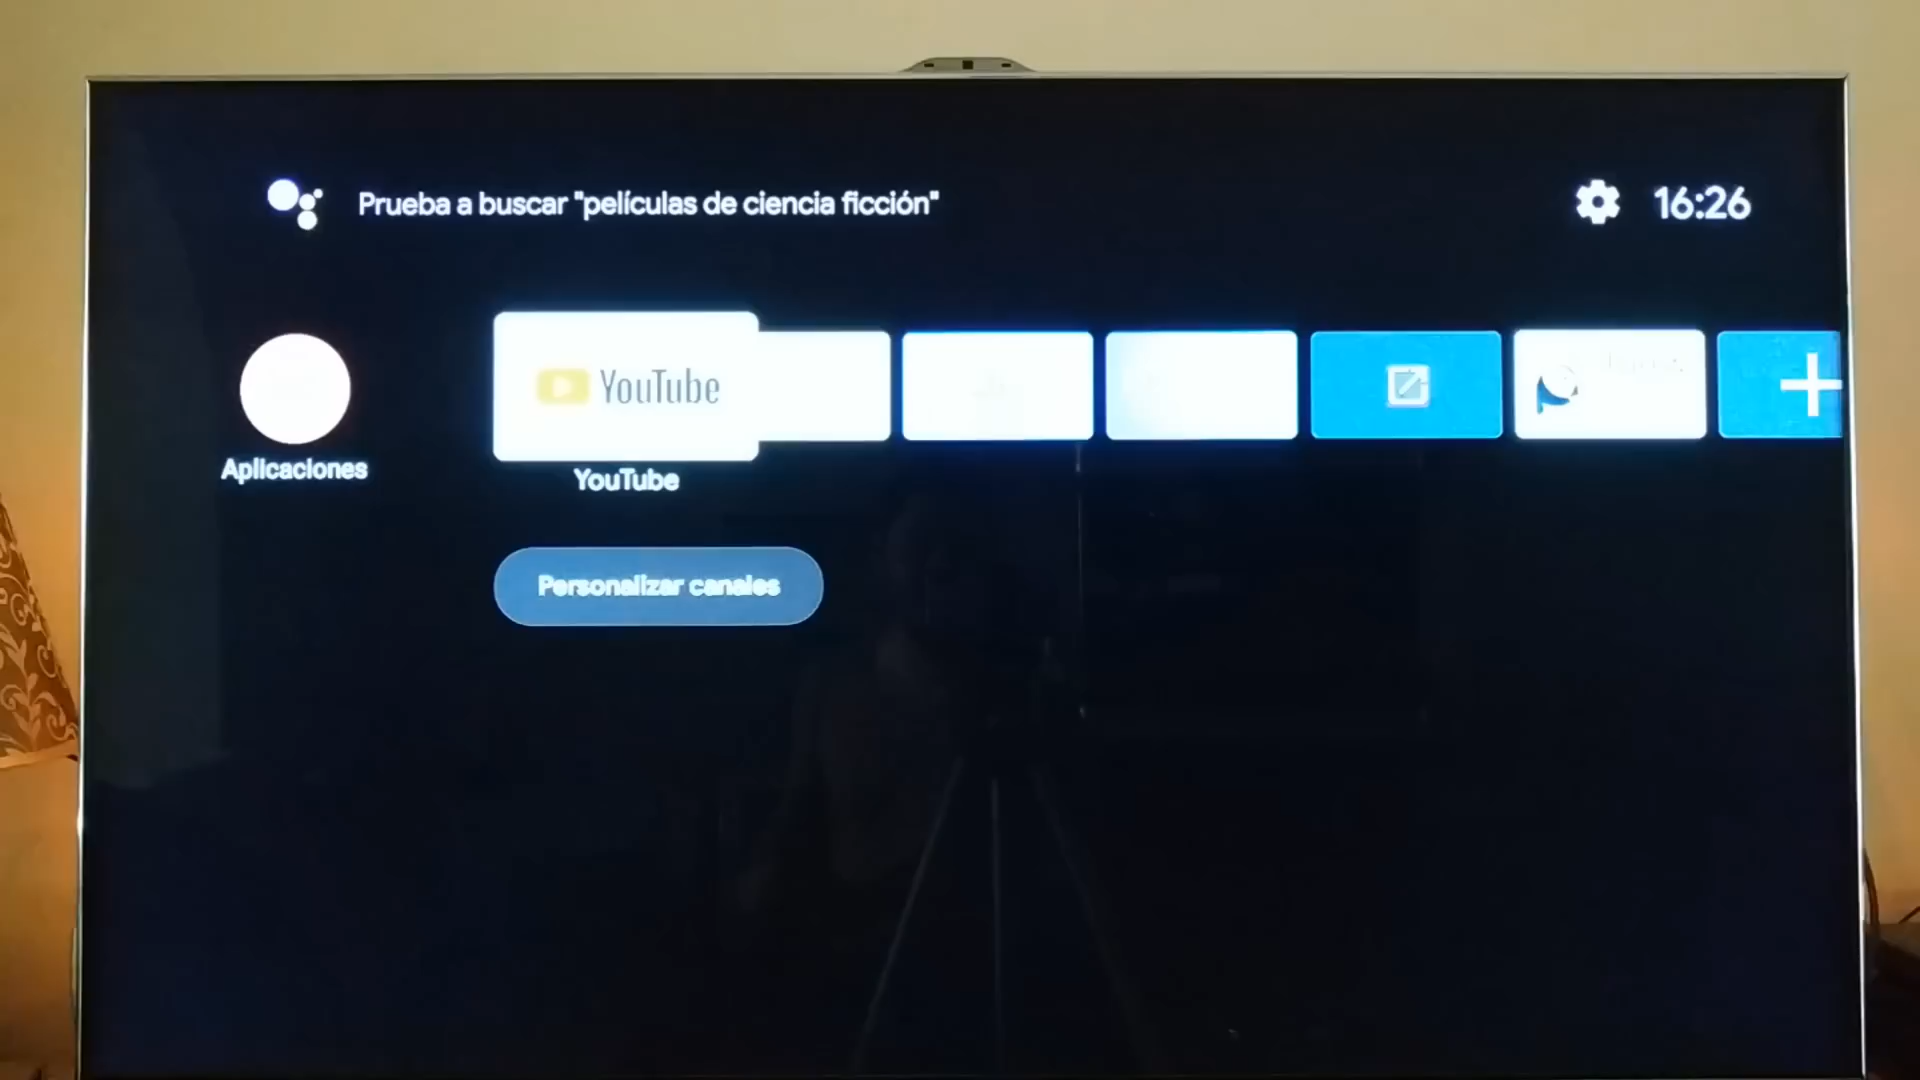 Prueba a buscar "películas de ciencia ficción"
16:26
YouTube
Aplicaciones
YouTube
Personalizar canales